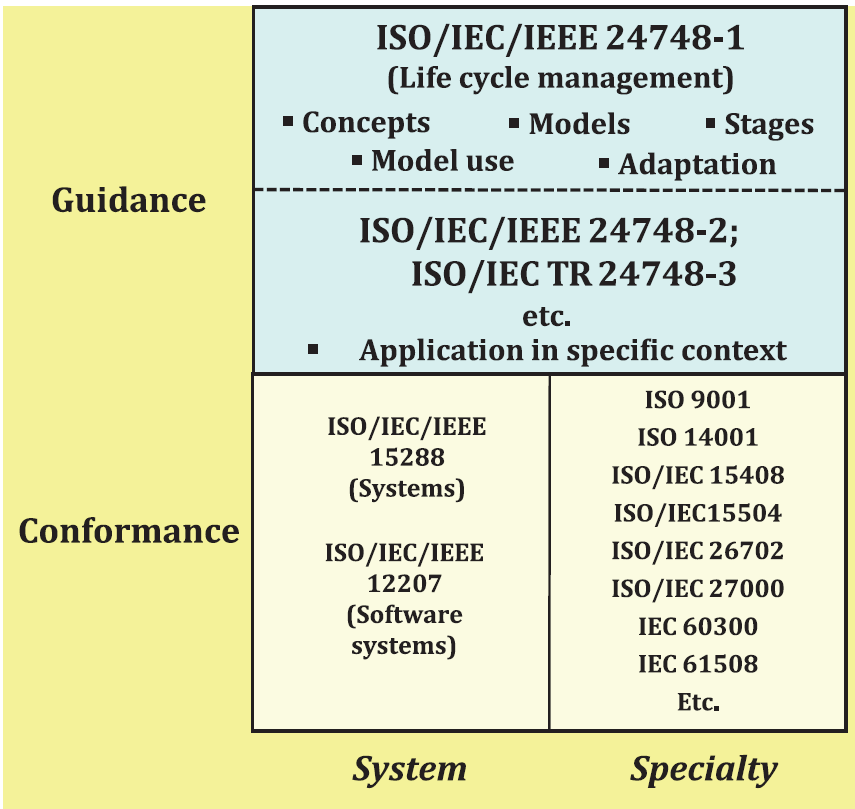 ISO/IEC/IEEE 24748-1
(Life cycle management)
▪ Concepts ▪ Models ▪ Stages
▪ Model use ▪ Adaptation
Guidance
ISO/IEC/IEEE 24748-2;
ISO/IEC TR 24748-3
etc.
▪ Application in specific context
Conformance
ISO/IEC/IEEE
15288
(Systems)
ISO/IEC/IEEE
12207
(Software
systems)
ISO 9001
ISO 14001
ISO/IEC 15408
ISO/IEC15504
ISO/IEC 26702
ISO/IEC 27000
IEC 60300
IEC 61508
Etc.
System
Specialty